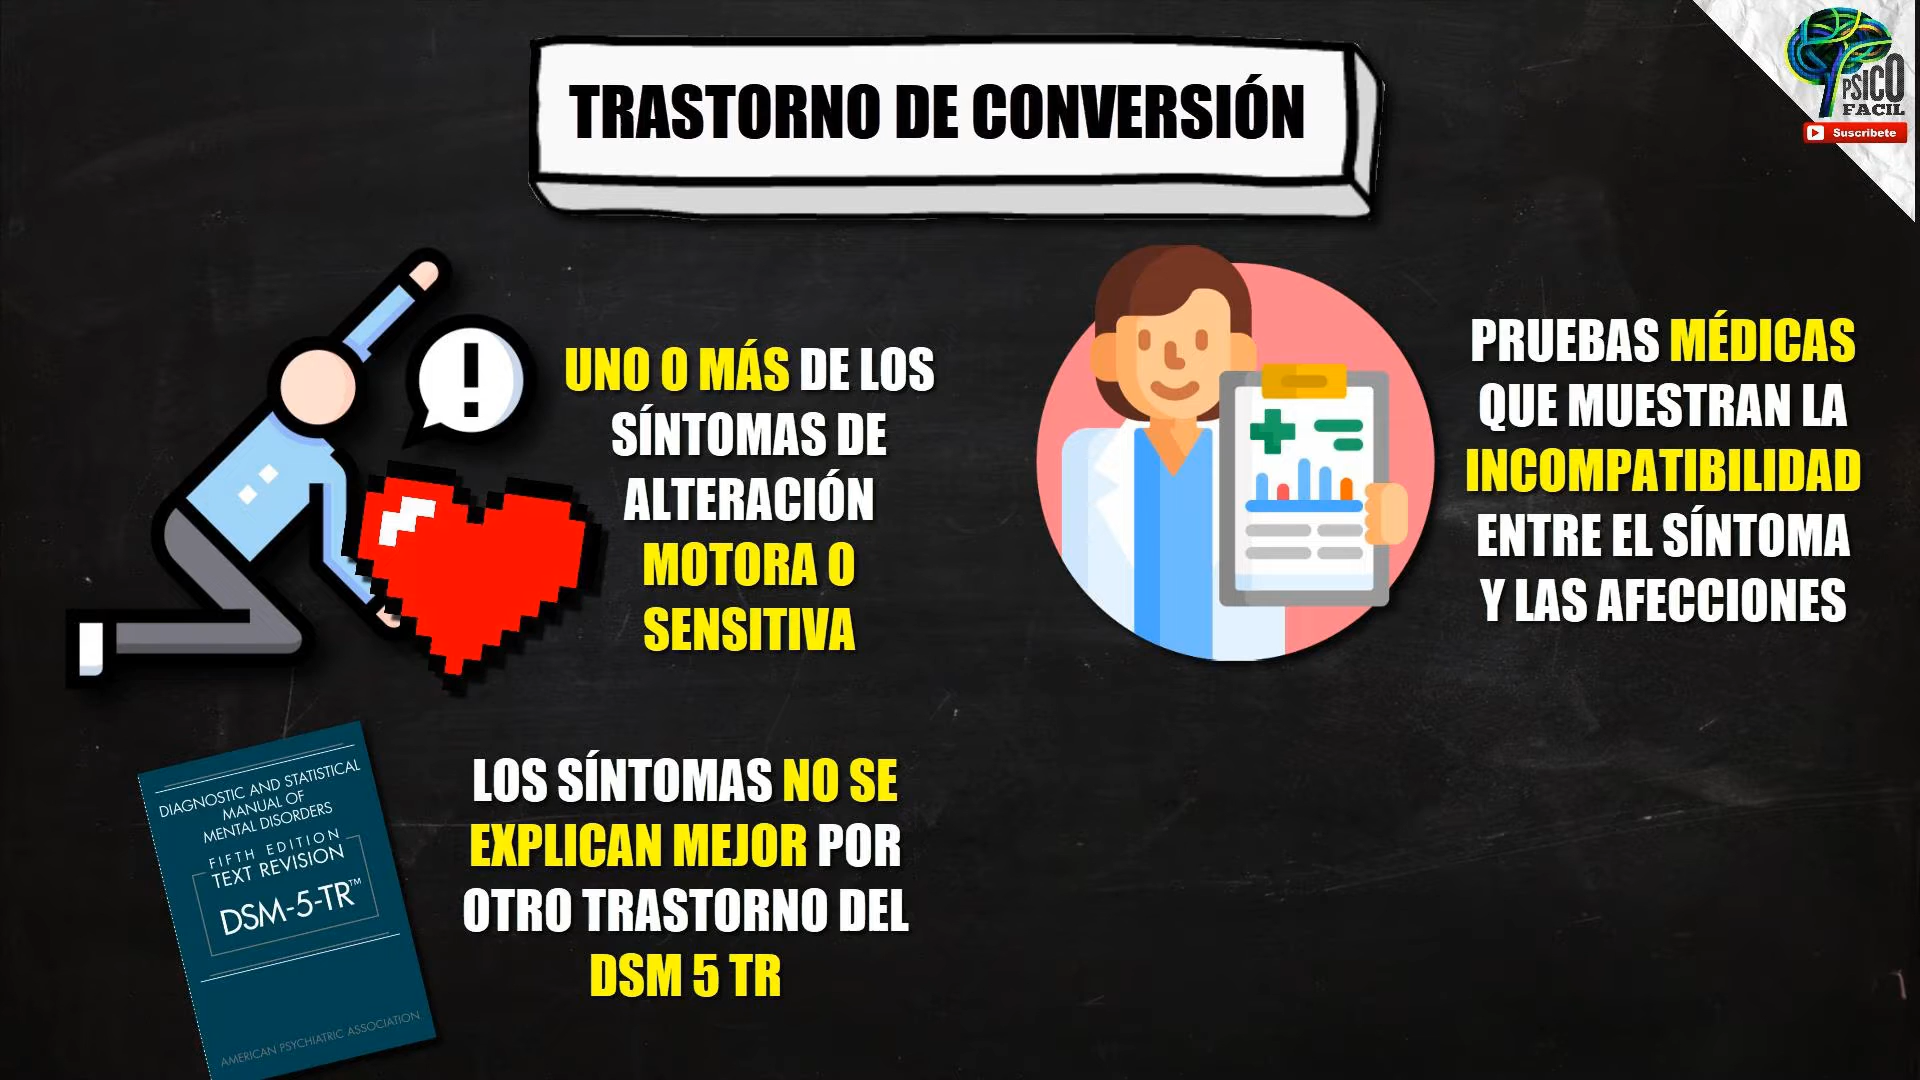 TRASTORNO DE CONVERSIÓN
PSICO
FACIL
Suscribete
UNO O MÁS DE LOS
SÍNTOMAS DE
ALTERACIÓN
MOTORA O
SENSITIVA
PRUEBAS MÉDICAS
QUE MUESTRAN LA
INCOMPATIBILIDAD
ENTRE EL SÍNTOMA
Y LAS AFECCIONES
DIAGNOSTIC AND STATISTICAL
MANUAL OF
MENTAL DISORDERS
FIFTH EDITION
TEXT REVISION
DSM-5-TR™
AMERICAN PSYCHIATRIC ASSOCIATION
LOS SÍNTOMAS NO SE
EXPLICAN MEJOR POR
OTRO TRASTORNO DEL
DSM 5 TR